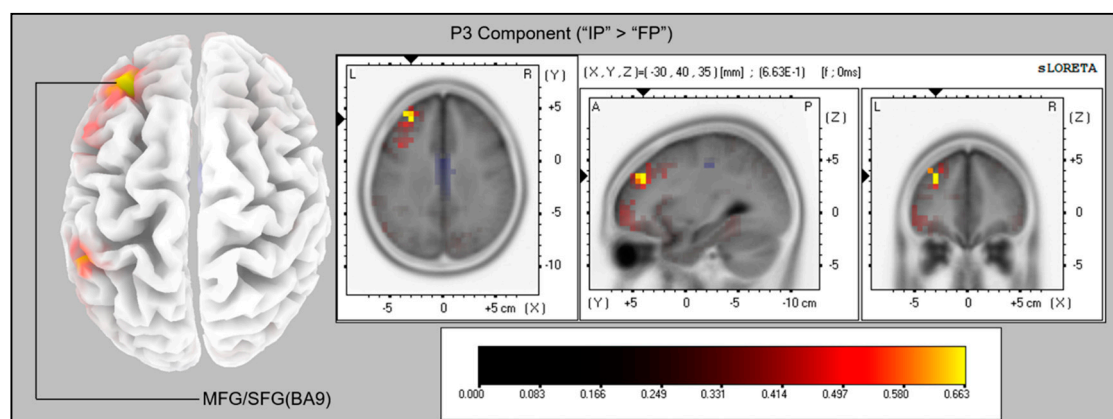 P3 Component ("IP" > "FP")
L R (Y)
+5
0
-5
-10
-5 0 +5 cm (X)
(X,Y,Z)=(-30,40,35)[mm] ; (6.63E-1) [f ; 0ms] sLORETA
A P (Z)
+5
0
-5
(Y) +5 0 -5 -10 cm
L R (Z)
+5
0
-5
-5 0 +5 cm (X)
0.000 0.083 0.166 0.249 0.331 0.414 0.497 0.580 0.663
MFG/SFG(BA9)